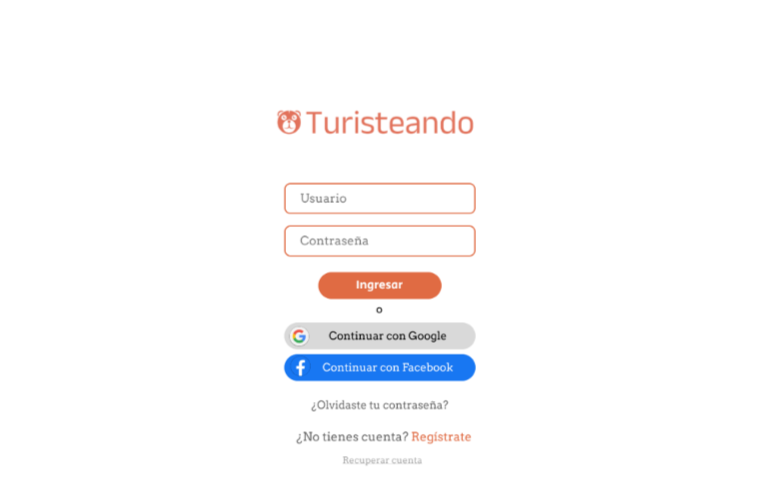 Turisteando
Usuario
Contraseña
Ingresar
o
Continuar con Google
Continuar con Facebook
¿Olvidaste tu contraseña?
¿No tienes cuenta? Regístrate
Recuperar cuenta